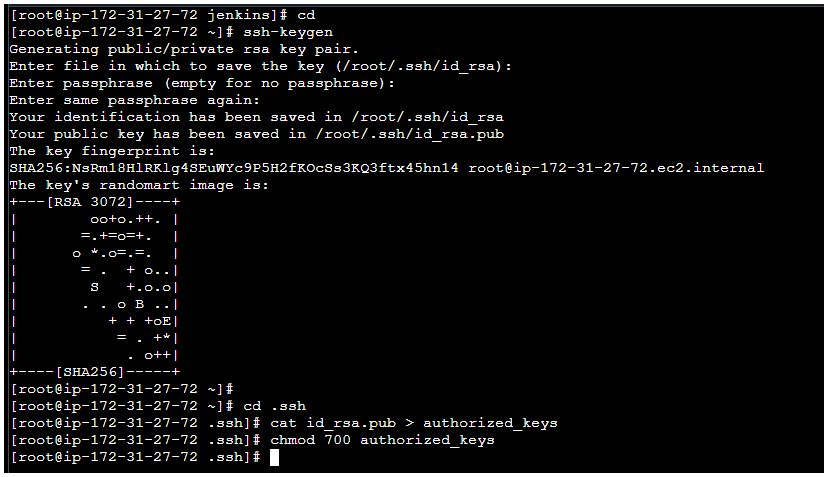 [root@ip-172-31-27-72 jenkins]# cd
[root@ip-172-31-27-72 ~]# ssh-keygen
Generating public/private rsa key pair.
Enter file in which to save the key (/root/.ssh/id_rsa):
Enter passphrase (empty for no passphrase):
Enter same passphrase again:
Your identification has been saved in /root/.ssh/id_rsa
Your public key has been saved in /root/.ssh/id_rsa.pub
The key fingerprint is:
SHA256:NsRm18HlRKlg4SEuWYc9P5H2fKOcSs3KQ3ftx45hn14 root@ip-172-31-27-72.ec2.internal
The key's randomart image is:
+---[RSA 3072]----+
|        oo+o.++. |
|       =.+=o=+.  |
|      o *.o=.=.  |
|       = .  + o..|
|        S   +.o.o|
|       . . o B ..|
|          + + +oE|
|           = . +*|
|            . o++|
+----[SHA256]-----+
[root@ip-172-31-27-72 ~]#
[root@ip-172-31-27-72 ~]# cd .ssh
[root@ip-172-31-27-72 .ssh]# cat id_rsa.pub > authorized_keys
[root@ip-172-31-27-72 .ssh]# chmod 700 authorized_keys
[root@ip-172-31-27-72 .ssh]#